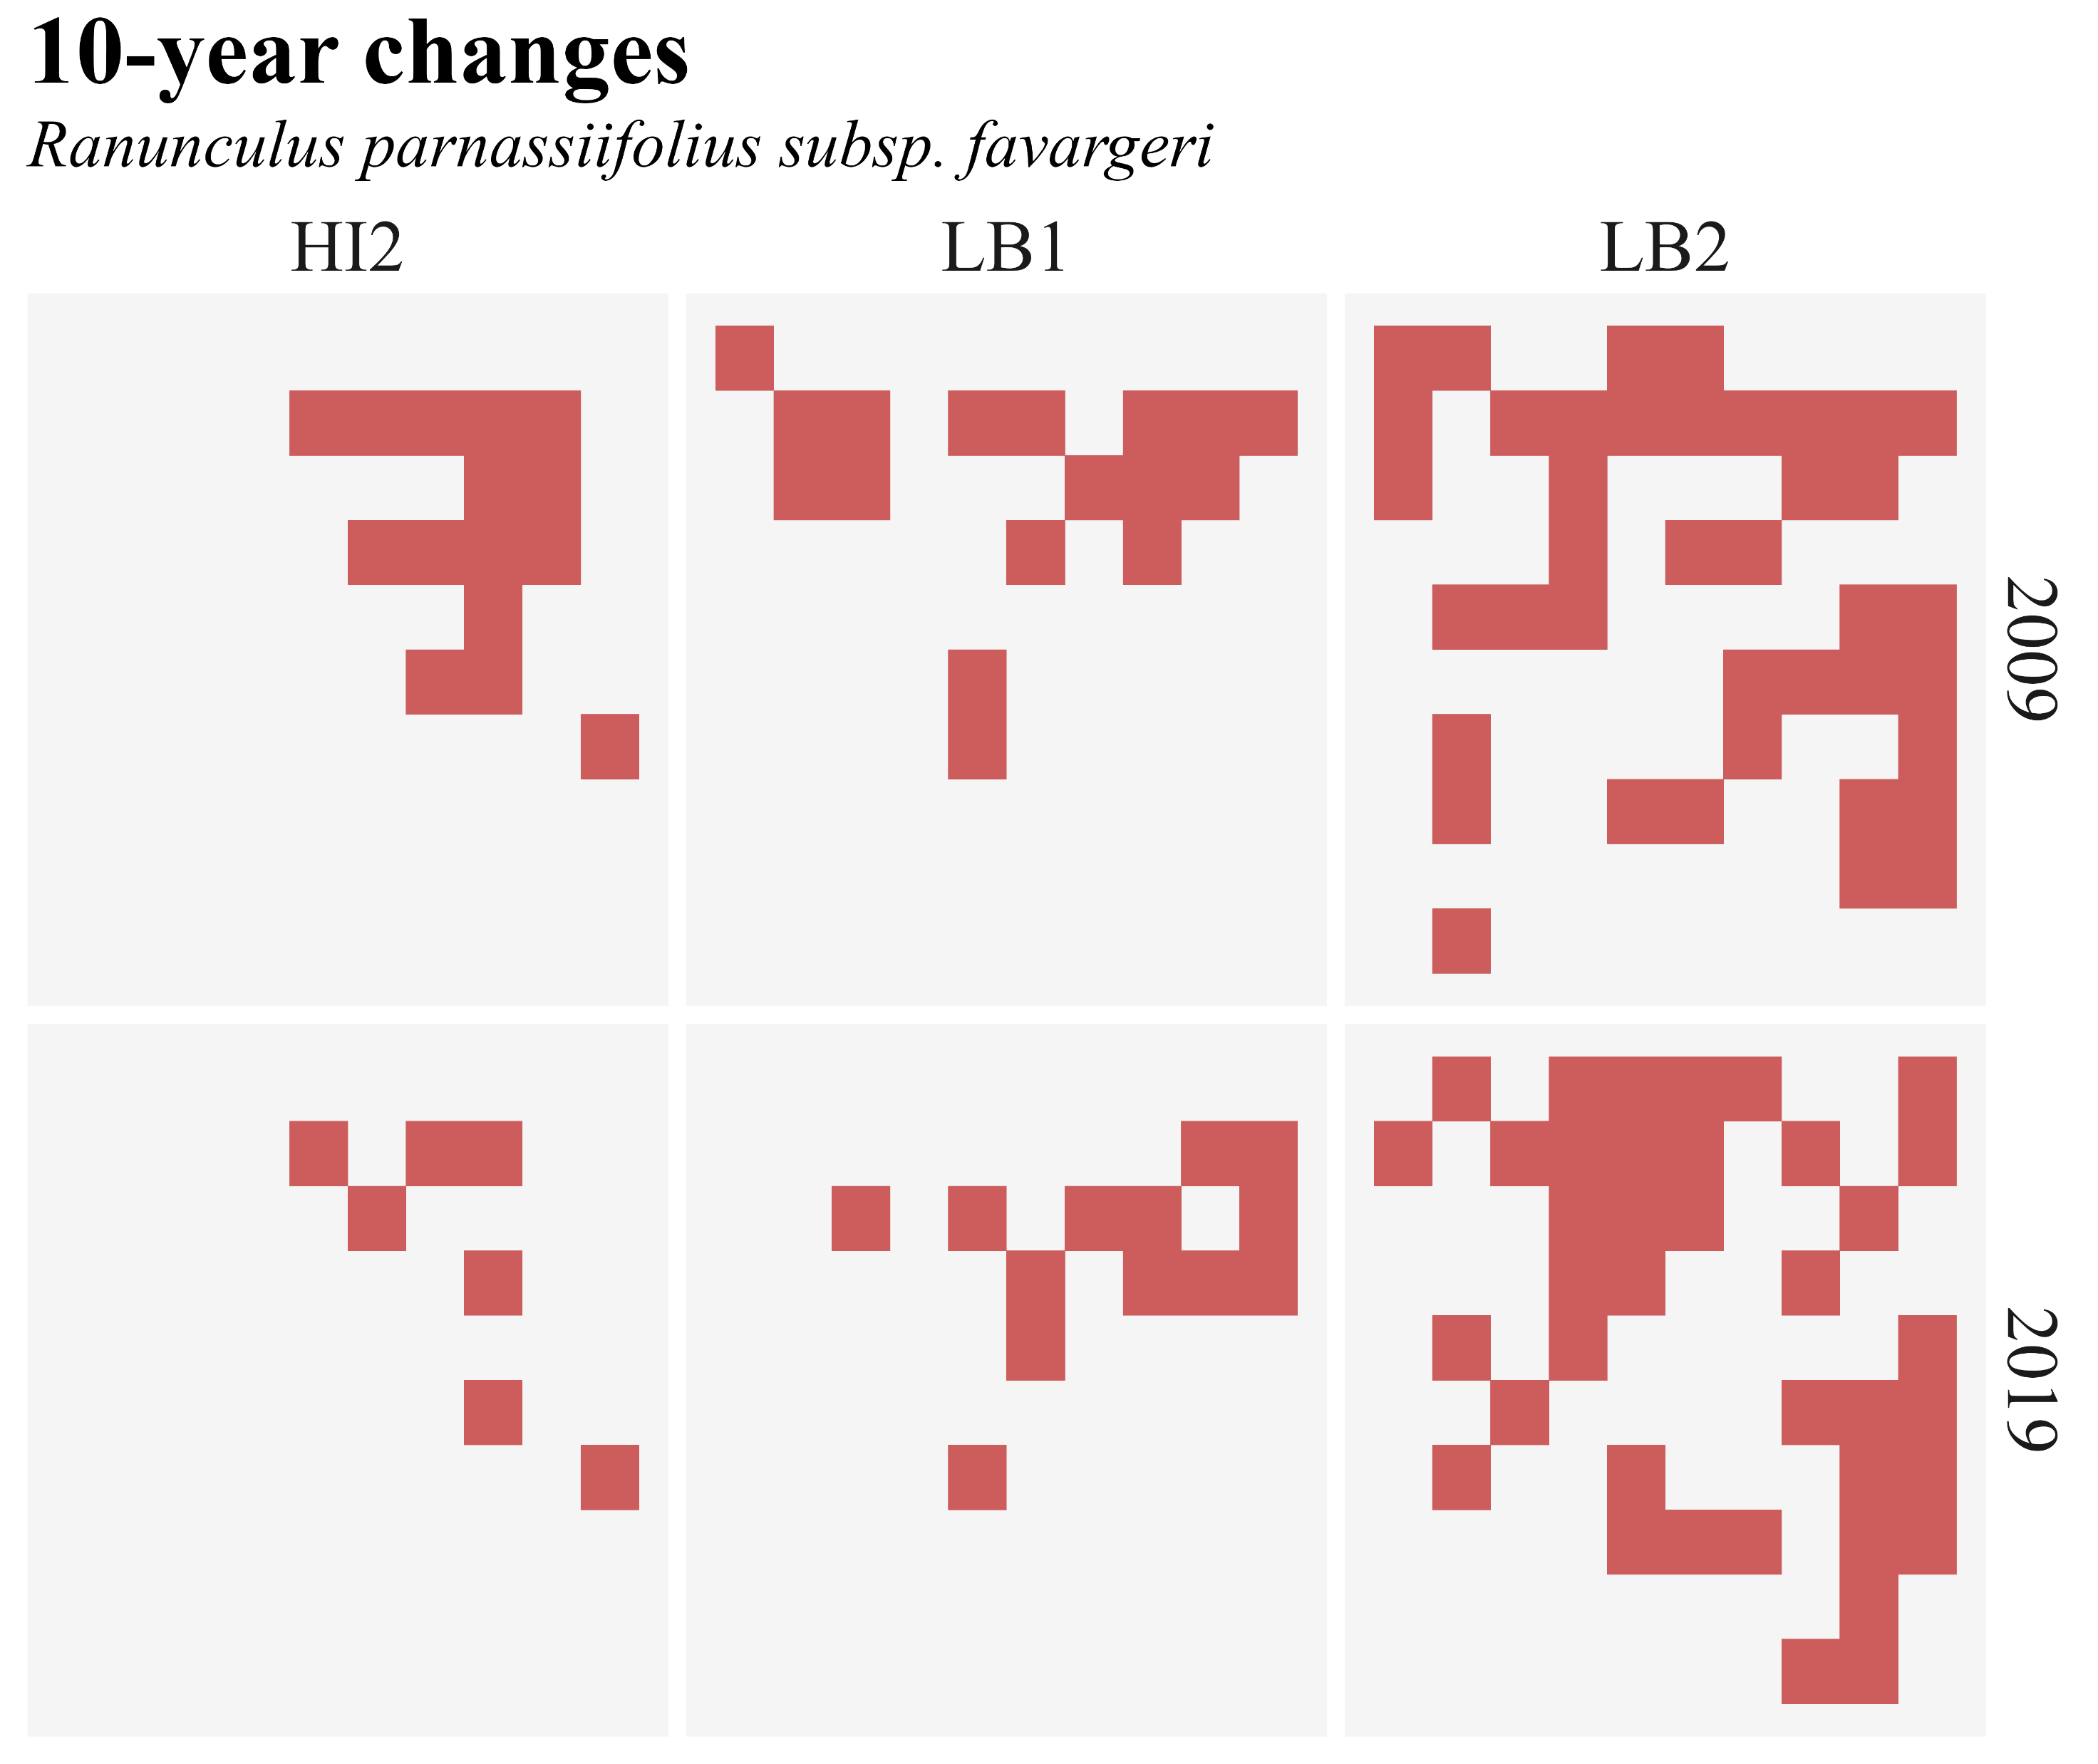 10-year changes
Ranunculus parnassiifolius subsp. favargeri
HI2 LB1 LB2
2009
2019